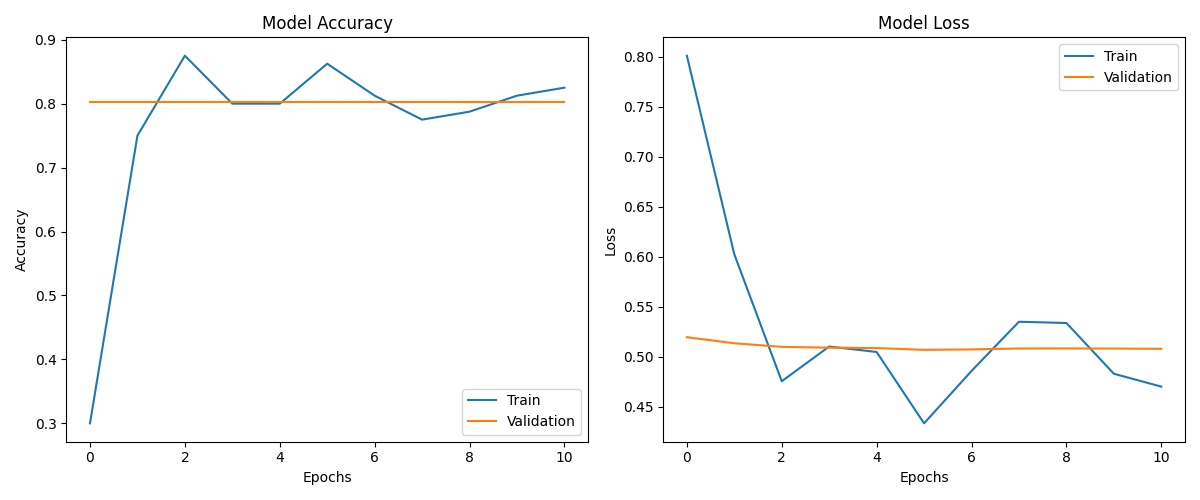 Model Accuracy
0.9
0.8
0.7
0.6
0.5
0.4
0.3
Accuracy
0
2
4
6
8
10
Epochs
Train
Validation
Model Loss
0.80
0.75
0.70
0.65
0.60
0.55
0.50
0.45
Loss
0
2
4
6
8
10
Epochs
Train
Validation